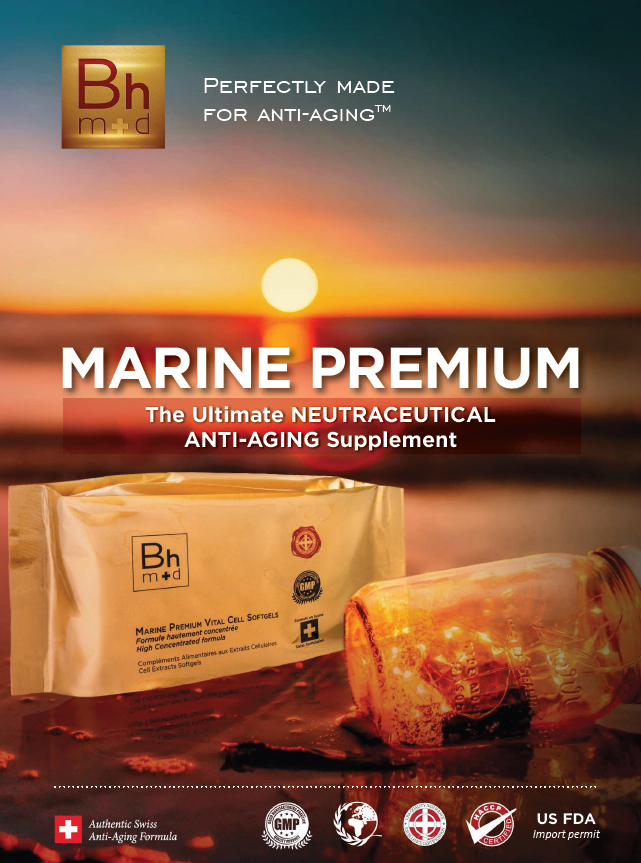 Bh
m+d
PERFECTLY MADE
FOR ANTI-AGING™
MARINE PREMIUM
The Ultimate NEUTRACEUTICAL
ANTI-AGING Supplement
Bh
m+d
GMP
MARINE PREMIUM VITAL CELL SOFTGELS
Formule hautement concentrée
High Concentrated formula
Compléments Alimentaires aux Extraits Cellulaires
Cell Extracts Softgels
Authentic Swiss
Anti-Aging Formula
GMP
HACCP
CERTIFIED
US FDA
Import permit